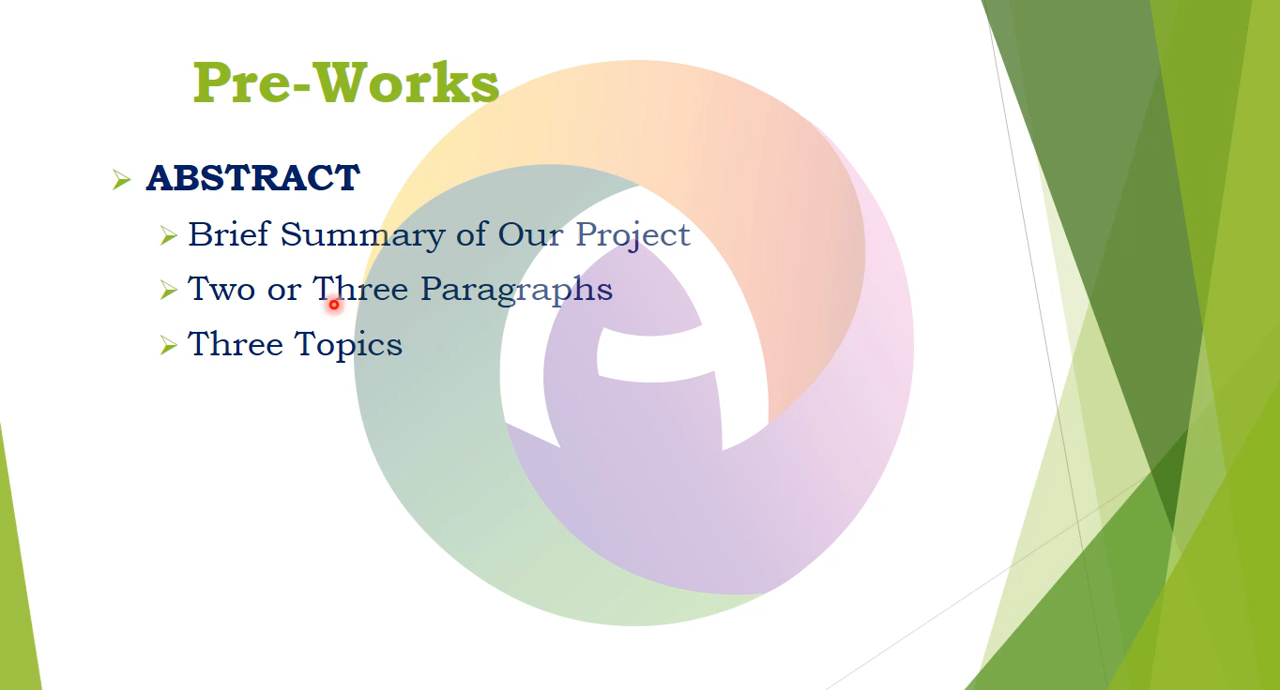 Pre-Works
ABSTRACT
Brief Summary of Our Project
Two or Three Paragraphs
Three Topics